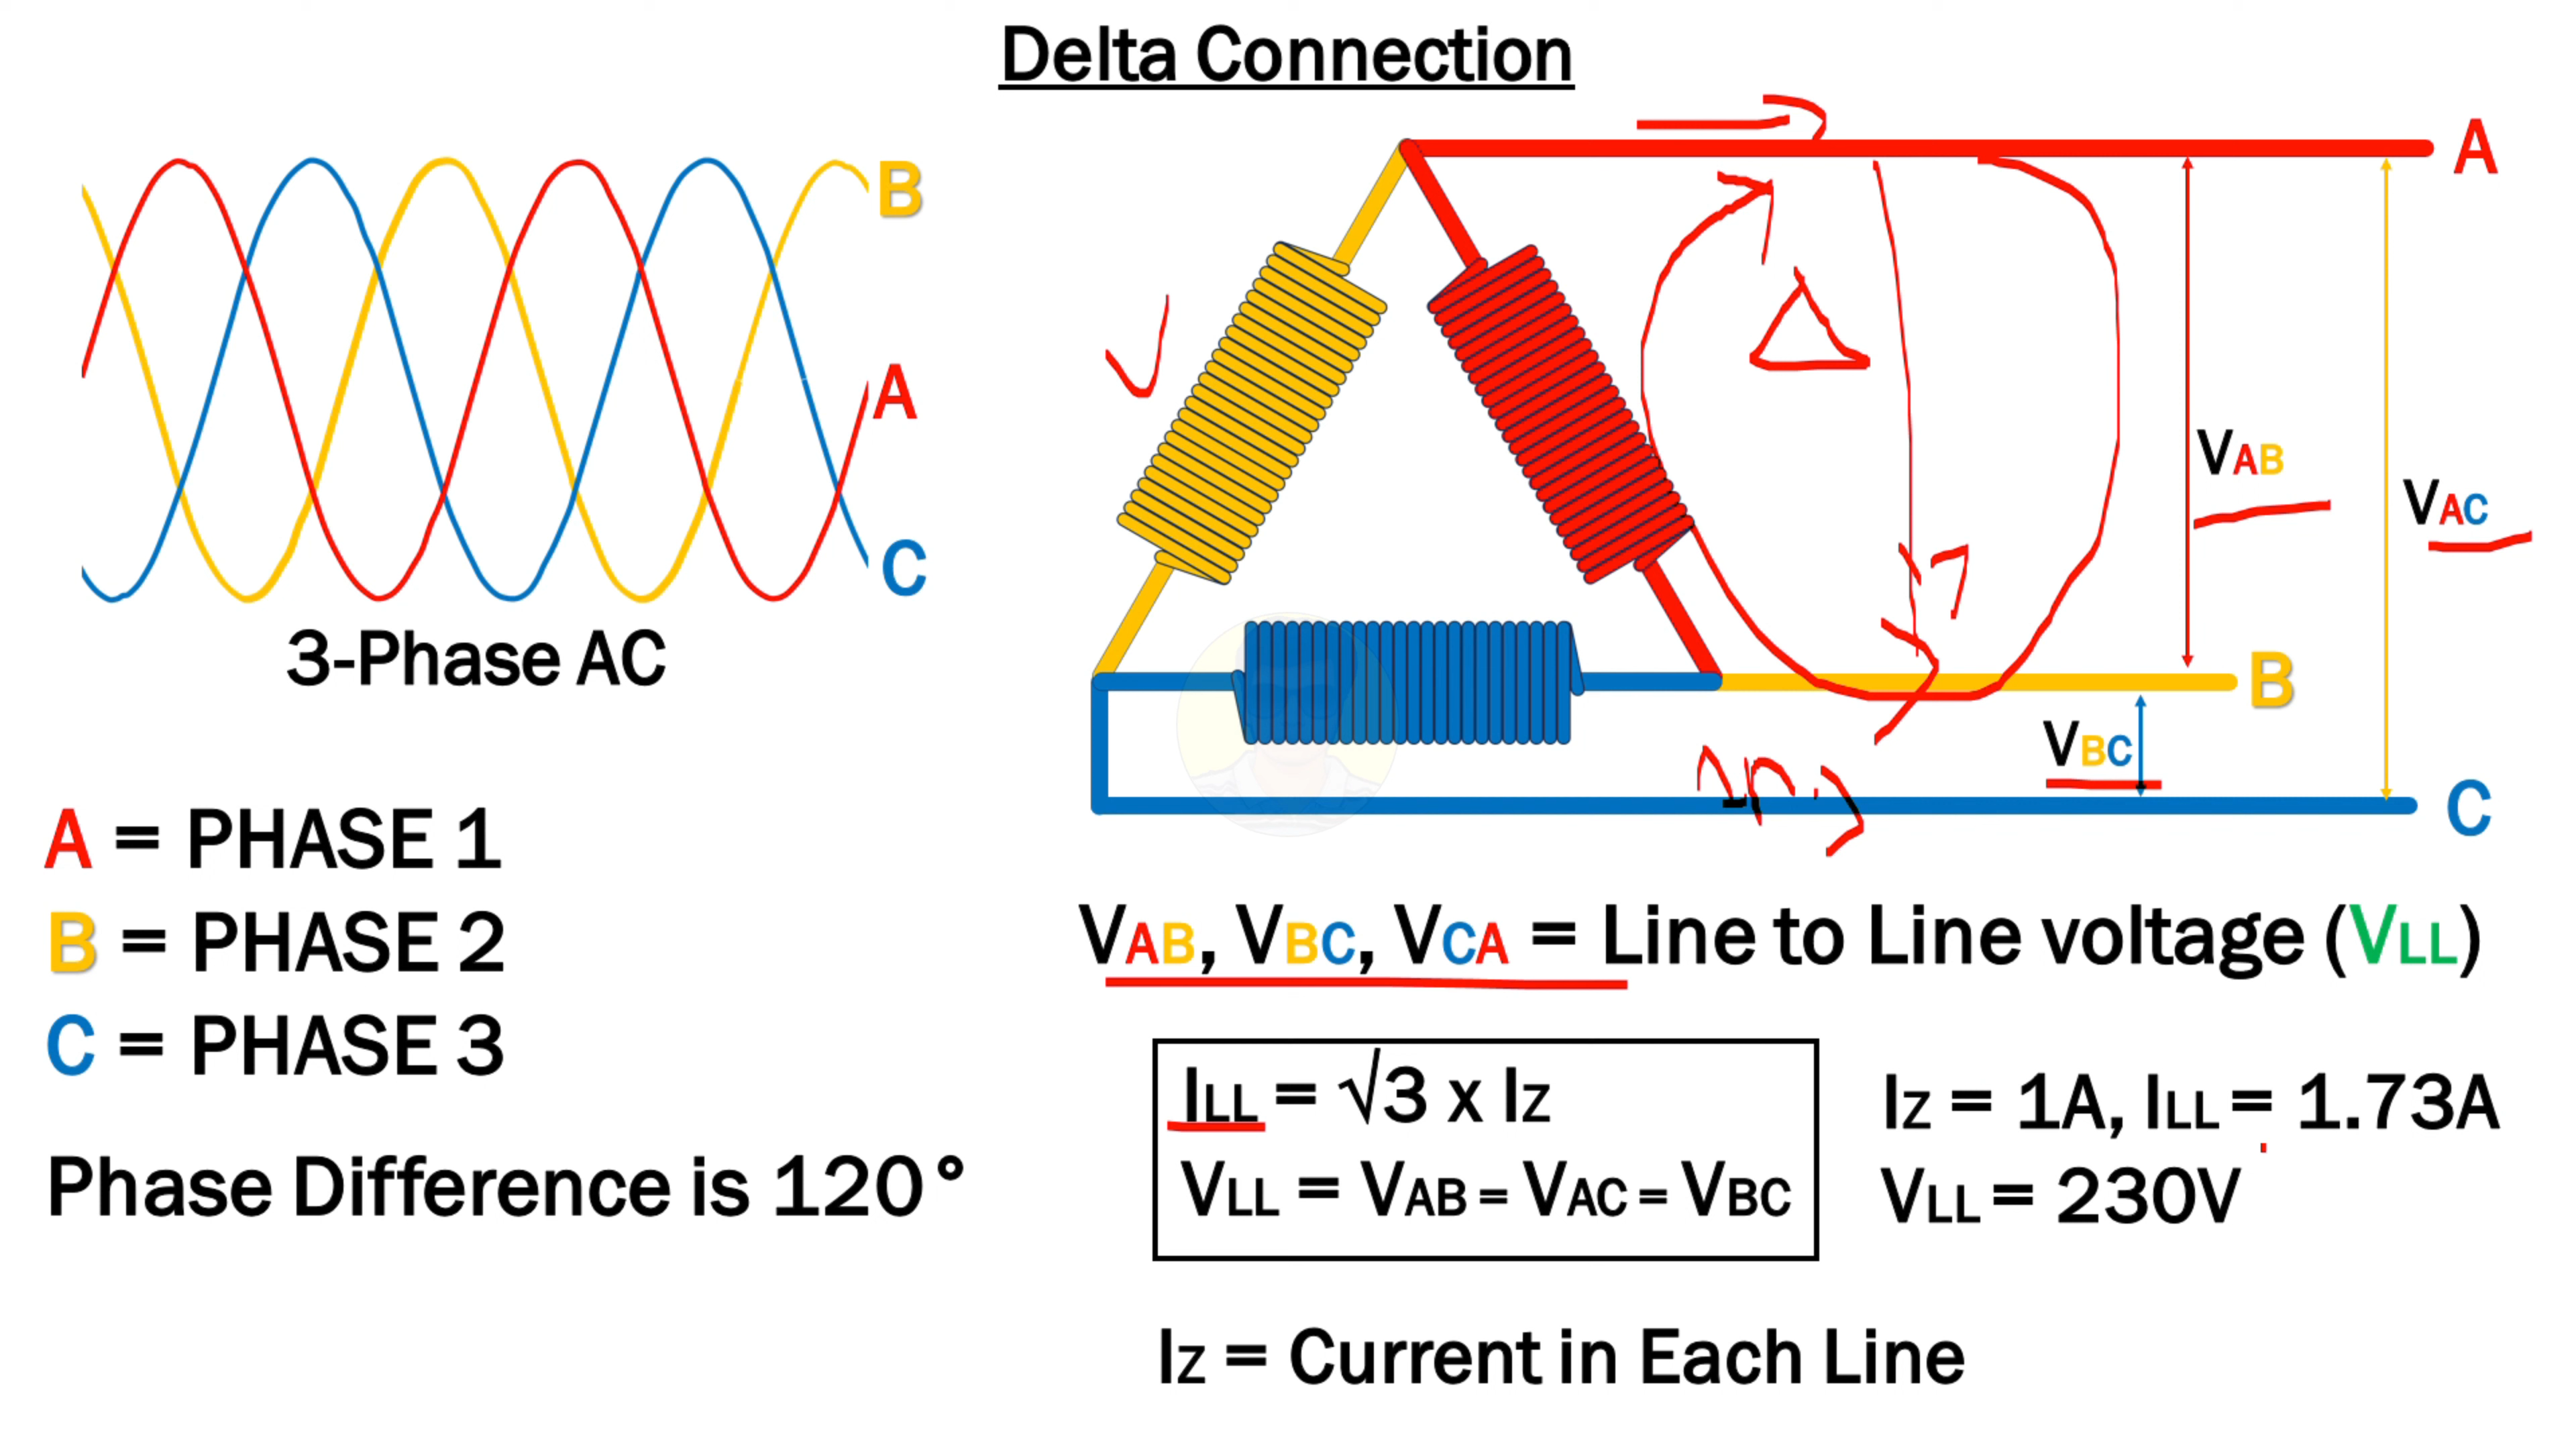 Delta Connection
B
A
C
3-Phase AC
A = PHASE 1
B = PHASE 2
C = PHASE 3
Phase Difference is 120°
A
VAB
VAC
B
VBC
C
VAB, VBC, VCA = Line to Line voltage (VLL)
ILL = √3 x IZ
VLL = VAB = VAC = VBC
IZ = 1A, ILL = 1.73A
VLL = 230V
IZ = Current in Each Line